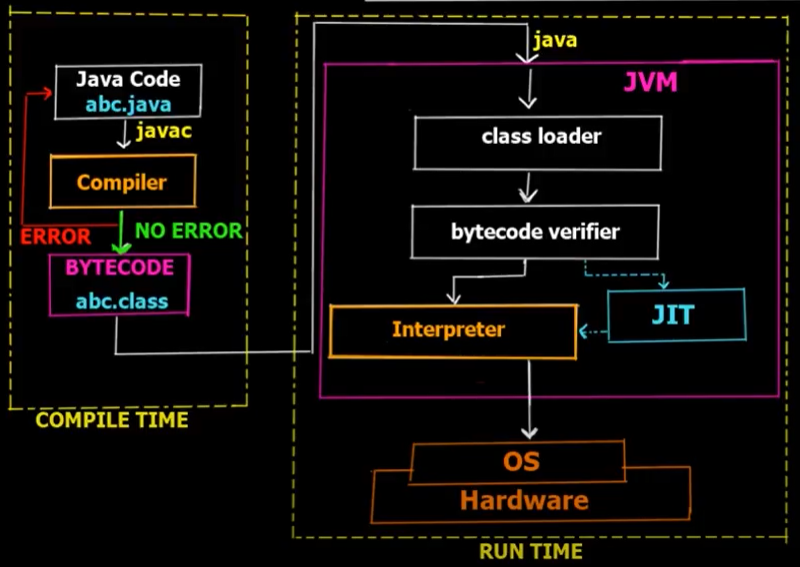 Java Code
abc.java
javac
Compiler
ERROR
NO ERROR
BYTECODE
abc.class
COMPILE TIME
java
JVM
class loader
bytecode verifier
Interpreter
JIT
OS
Hardware
RUN TIME